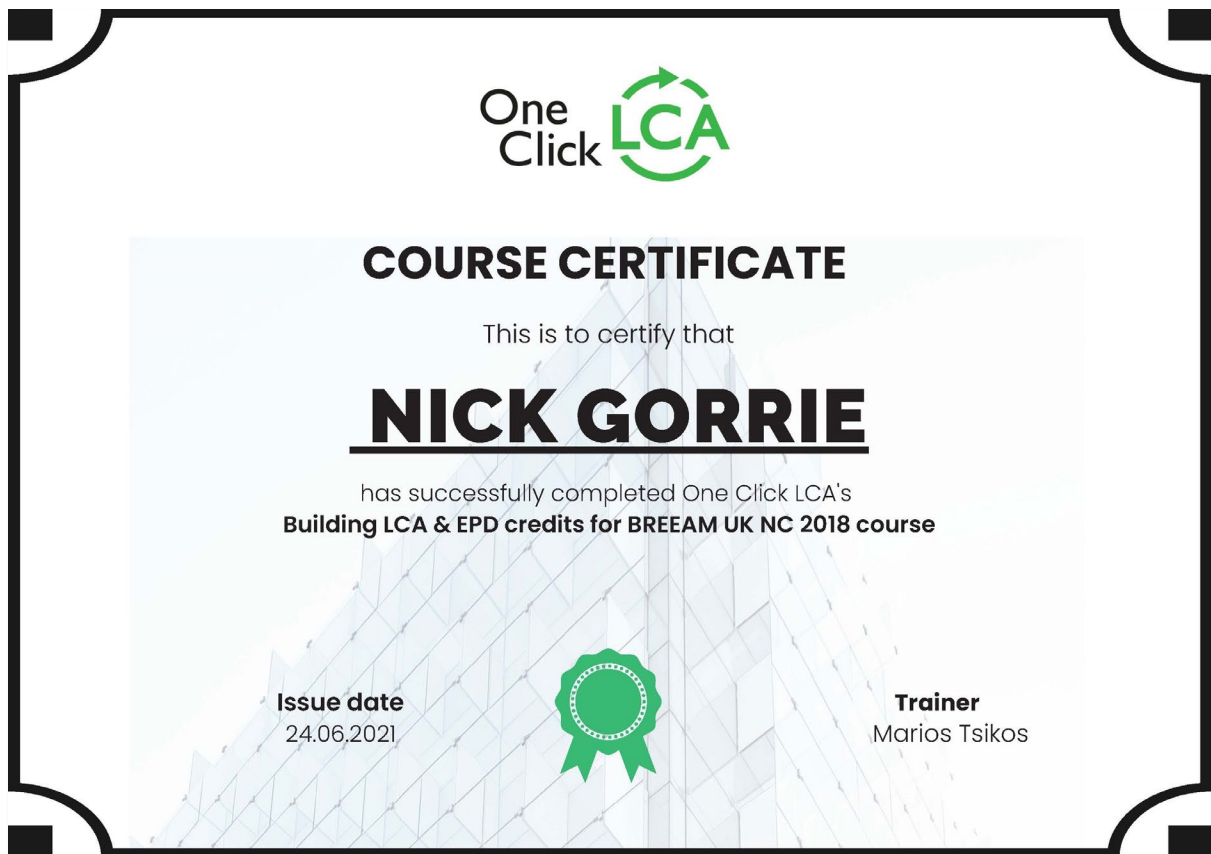 One
Click LCA
COURSE CERTIFICATE
This is to certify that
NICK GORRIE
has successfully completed One Click LCA's
Building LCA & EPD credits for BREEAM UK NC 2018 course
Issue date
24.06.2021
Trainer
Marios Tsikos